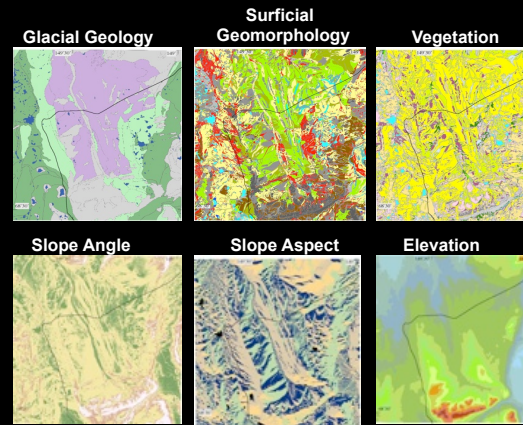 Glacial Geology
Surficial
Geomorphology
Vegetation
Slope Angle
Slope Aspect
Elevation